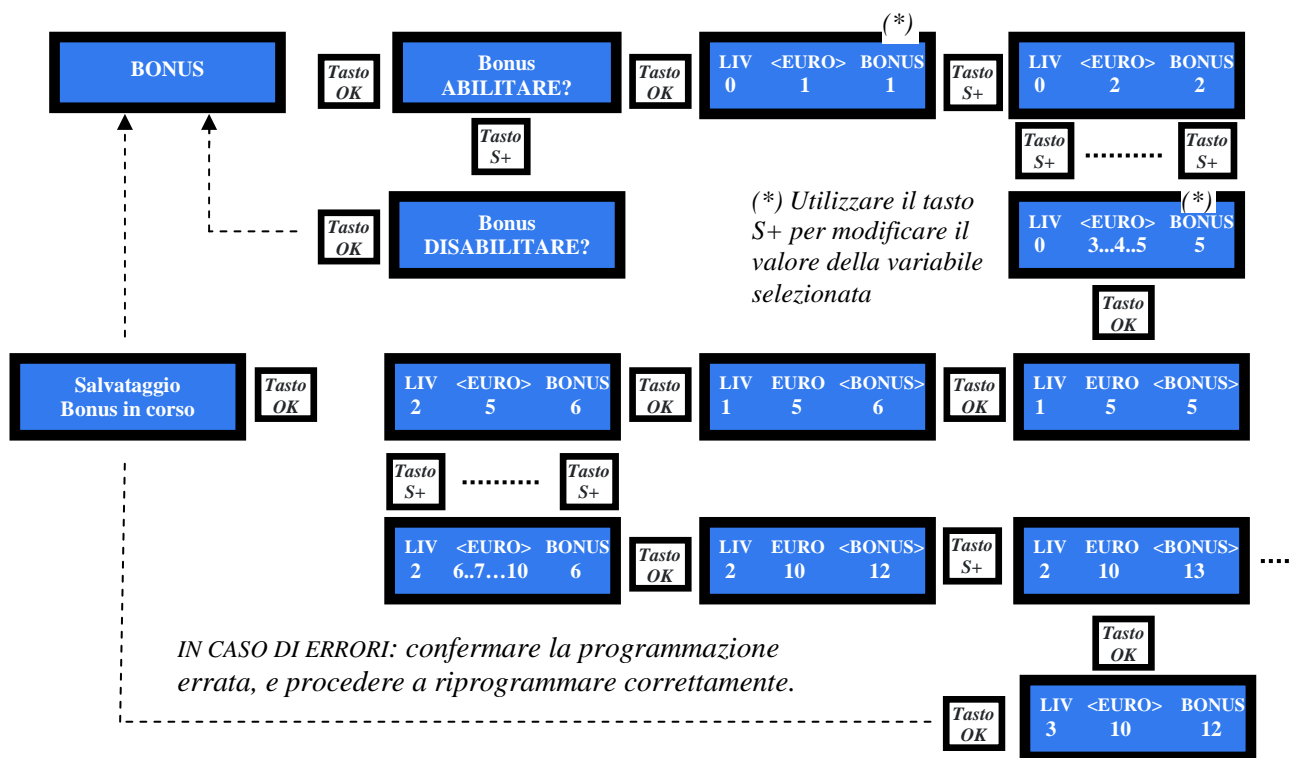 (*)
BONUS
Tasto
OK
Bonus
ABILITARE?
Tasto
OK
LIV <EURO> BONUS
0 1 1
Tasto
S+
LIV <EURO> BONUS
0 2 2
Tasto
S+
Tasto
S+
..........
Tasto
S+
Tasto
OK
Bonus
DISABILITARE?
(*) Utilizzare il tasto
S+ per modificare il
valore della variabile
selezionata
(*)
LIV <EURO> BONUS
0 3...4..5 5
Tasto
OK
Salvataggio
Bonus in corso
Tasto
OK
LIV <EURO> BONUS
2 5 6
Tasto
OK
LIV EURO <BONUS>
1 5 6
Tasto
OK
LIV EURO <BONUS>
1 5 5
Tasto
S+
..........
Tasto
S+
LIV <EURO> BONUS
2 6..7…10 6
Tasto
OK
LIV EURO <BONUS>
2 10 12
Tasto
S+
LIV EURO <BONUS>
2 10 13
....
IN CASO DI ERRORI: confermare la programmazione
errata, e procedere a riprogrammare correttamente.
Tasto
OK
Tasto
OK
LIV <EURO> BONUS
3 10 12